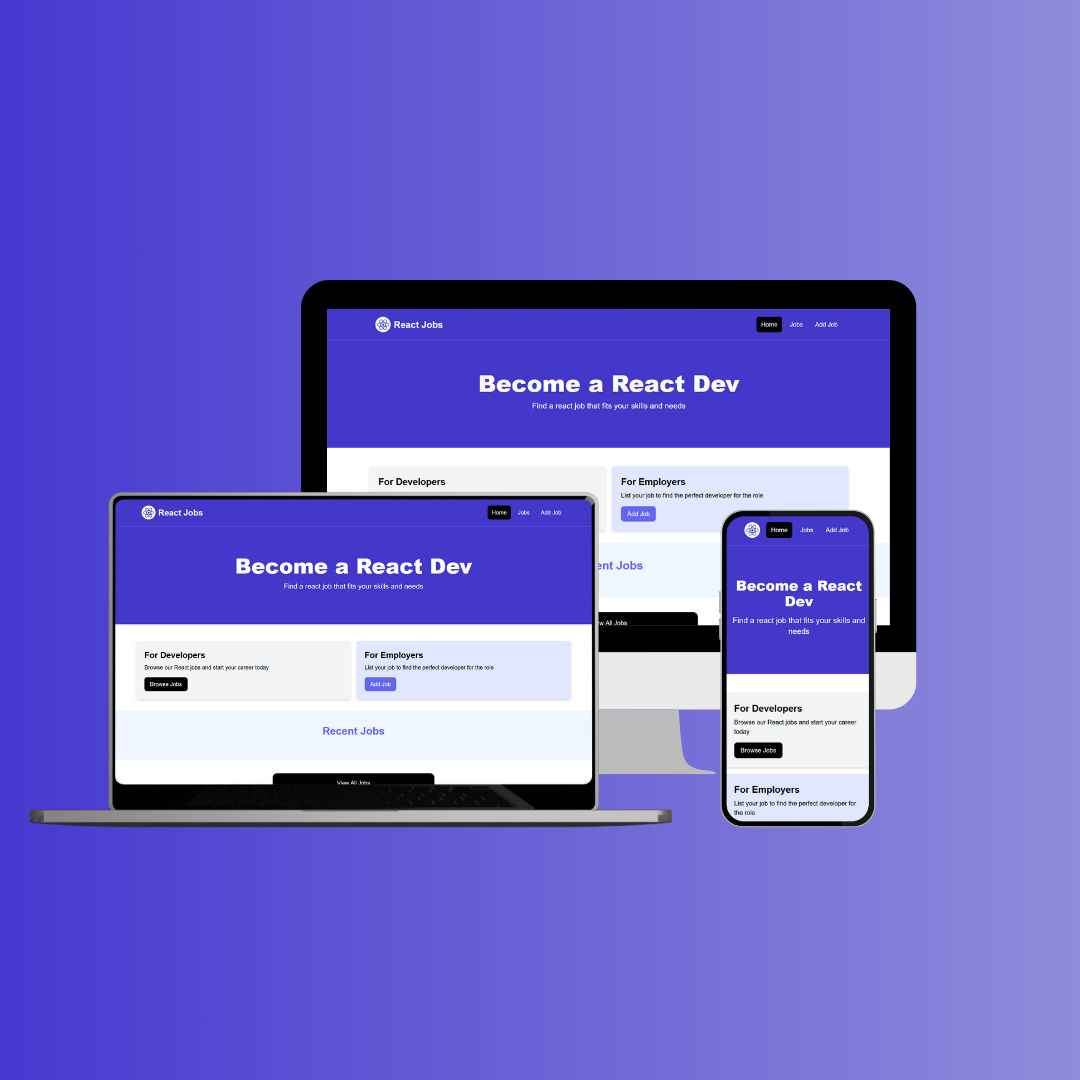 React Jobs
Home Jobs Add Job
Become a React Dev
Find a react job that fits your skills and needs
For Developers
For Employers
List your job to find the perfect developer for the role
Add Job
ent Jobs
w All Jobs
React Jobs
Home Jobs Add Job
Become a React Dev
Find a react job that fits your skills and needs
For Developers
Browse our React jobs and start your career today
Browse Jobs
For Employers
List your job to find the perfect developer for the role
Add Job
Recent Jobs
View All Jobs
Home Jobs Add Job
Become a React
Dev
Find a react job that fits your skills and
needs
For Developers
Browse our React jobs and start your career
today
Browse Jobs
For Employers
List your job to find the perfect developer for
the role